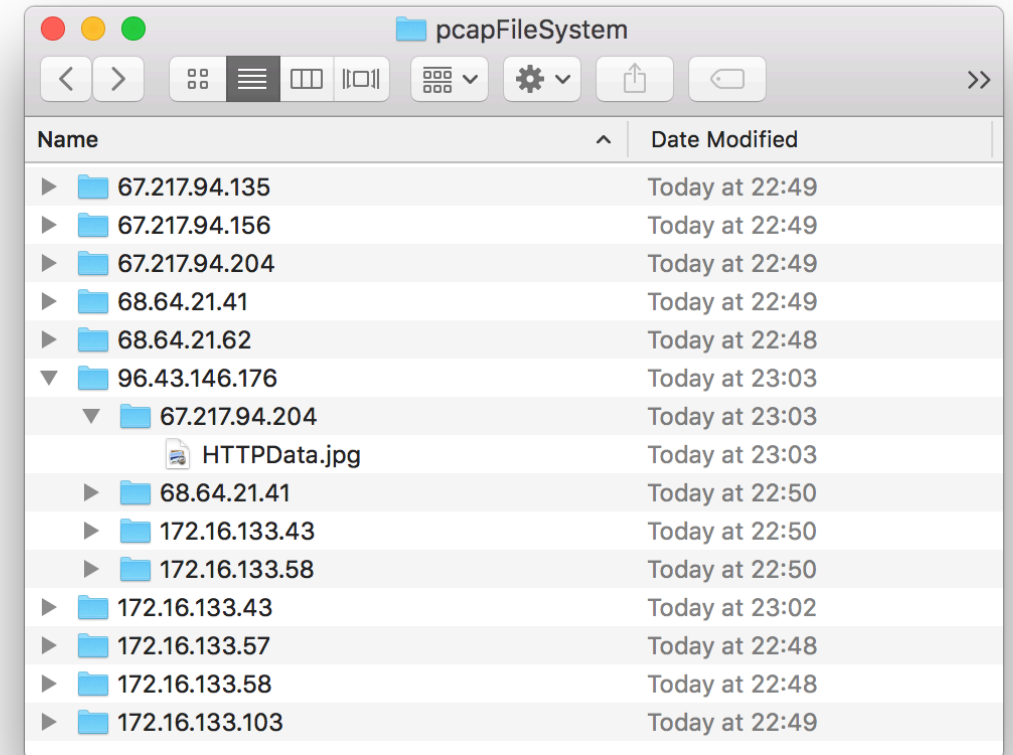 pcapFileSystem
Name Date Modified
67.217.94.135 Today at 22:49
67.217.94.156 Today at 22:49
67.217.94.204 Today at 22:49
68.64.21.41 Today at 22:49
68.64.21.62 Today at 22:48
96.43.146.176 Today at 23:03
67.217.94.204 Today at 23:03
HTTPData.jpg Today at 23:03
68.64.21.41 Today at 22:50
172.16.133.43 Today at 22:50
172.16.133.58 Today at 22:50
172.16.133.43 Today at 23:02
172.16.133.57 Today at 22:48
172.16.133.58 Today at 22:48
172.16.133.103 Today at 22:49